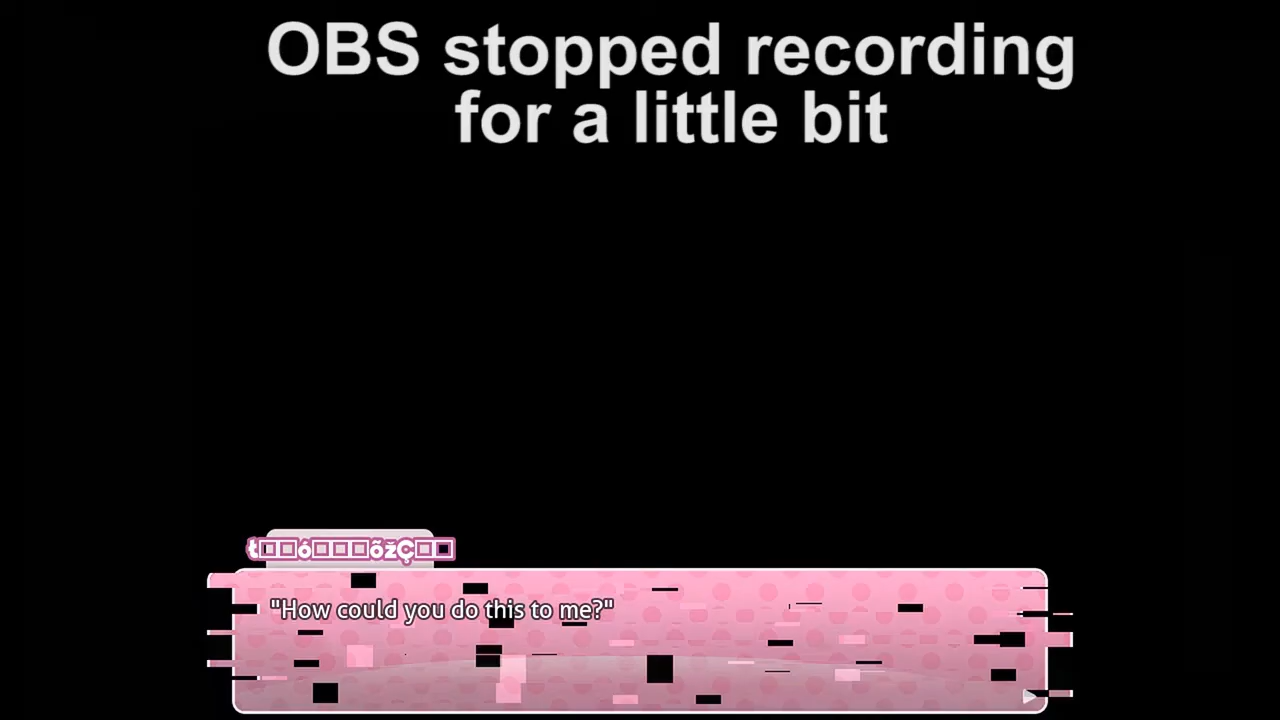 OBS stopped recording
for a little bit
"How could you do this to me?"